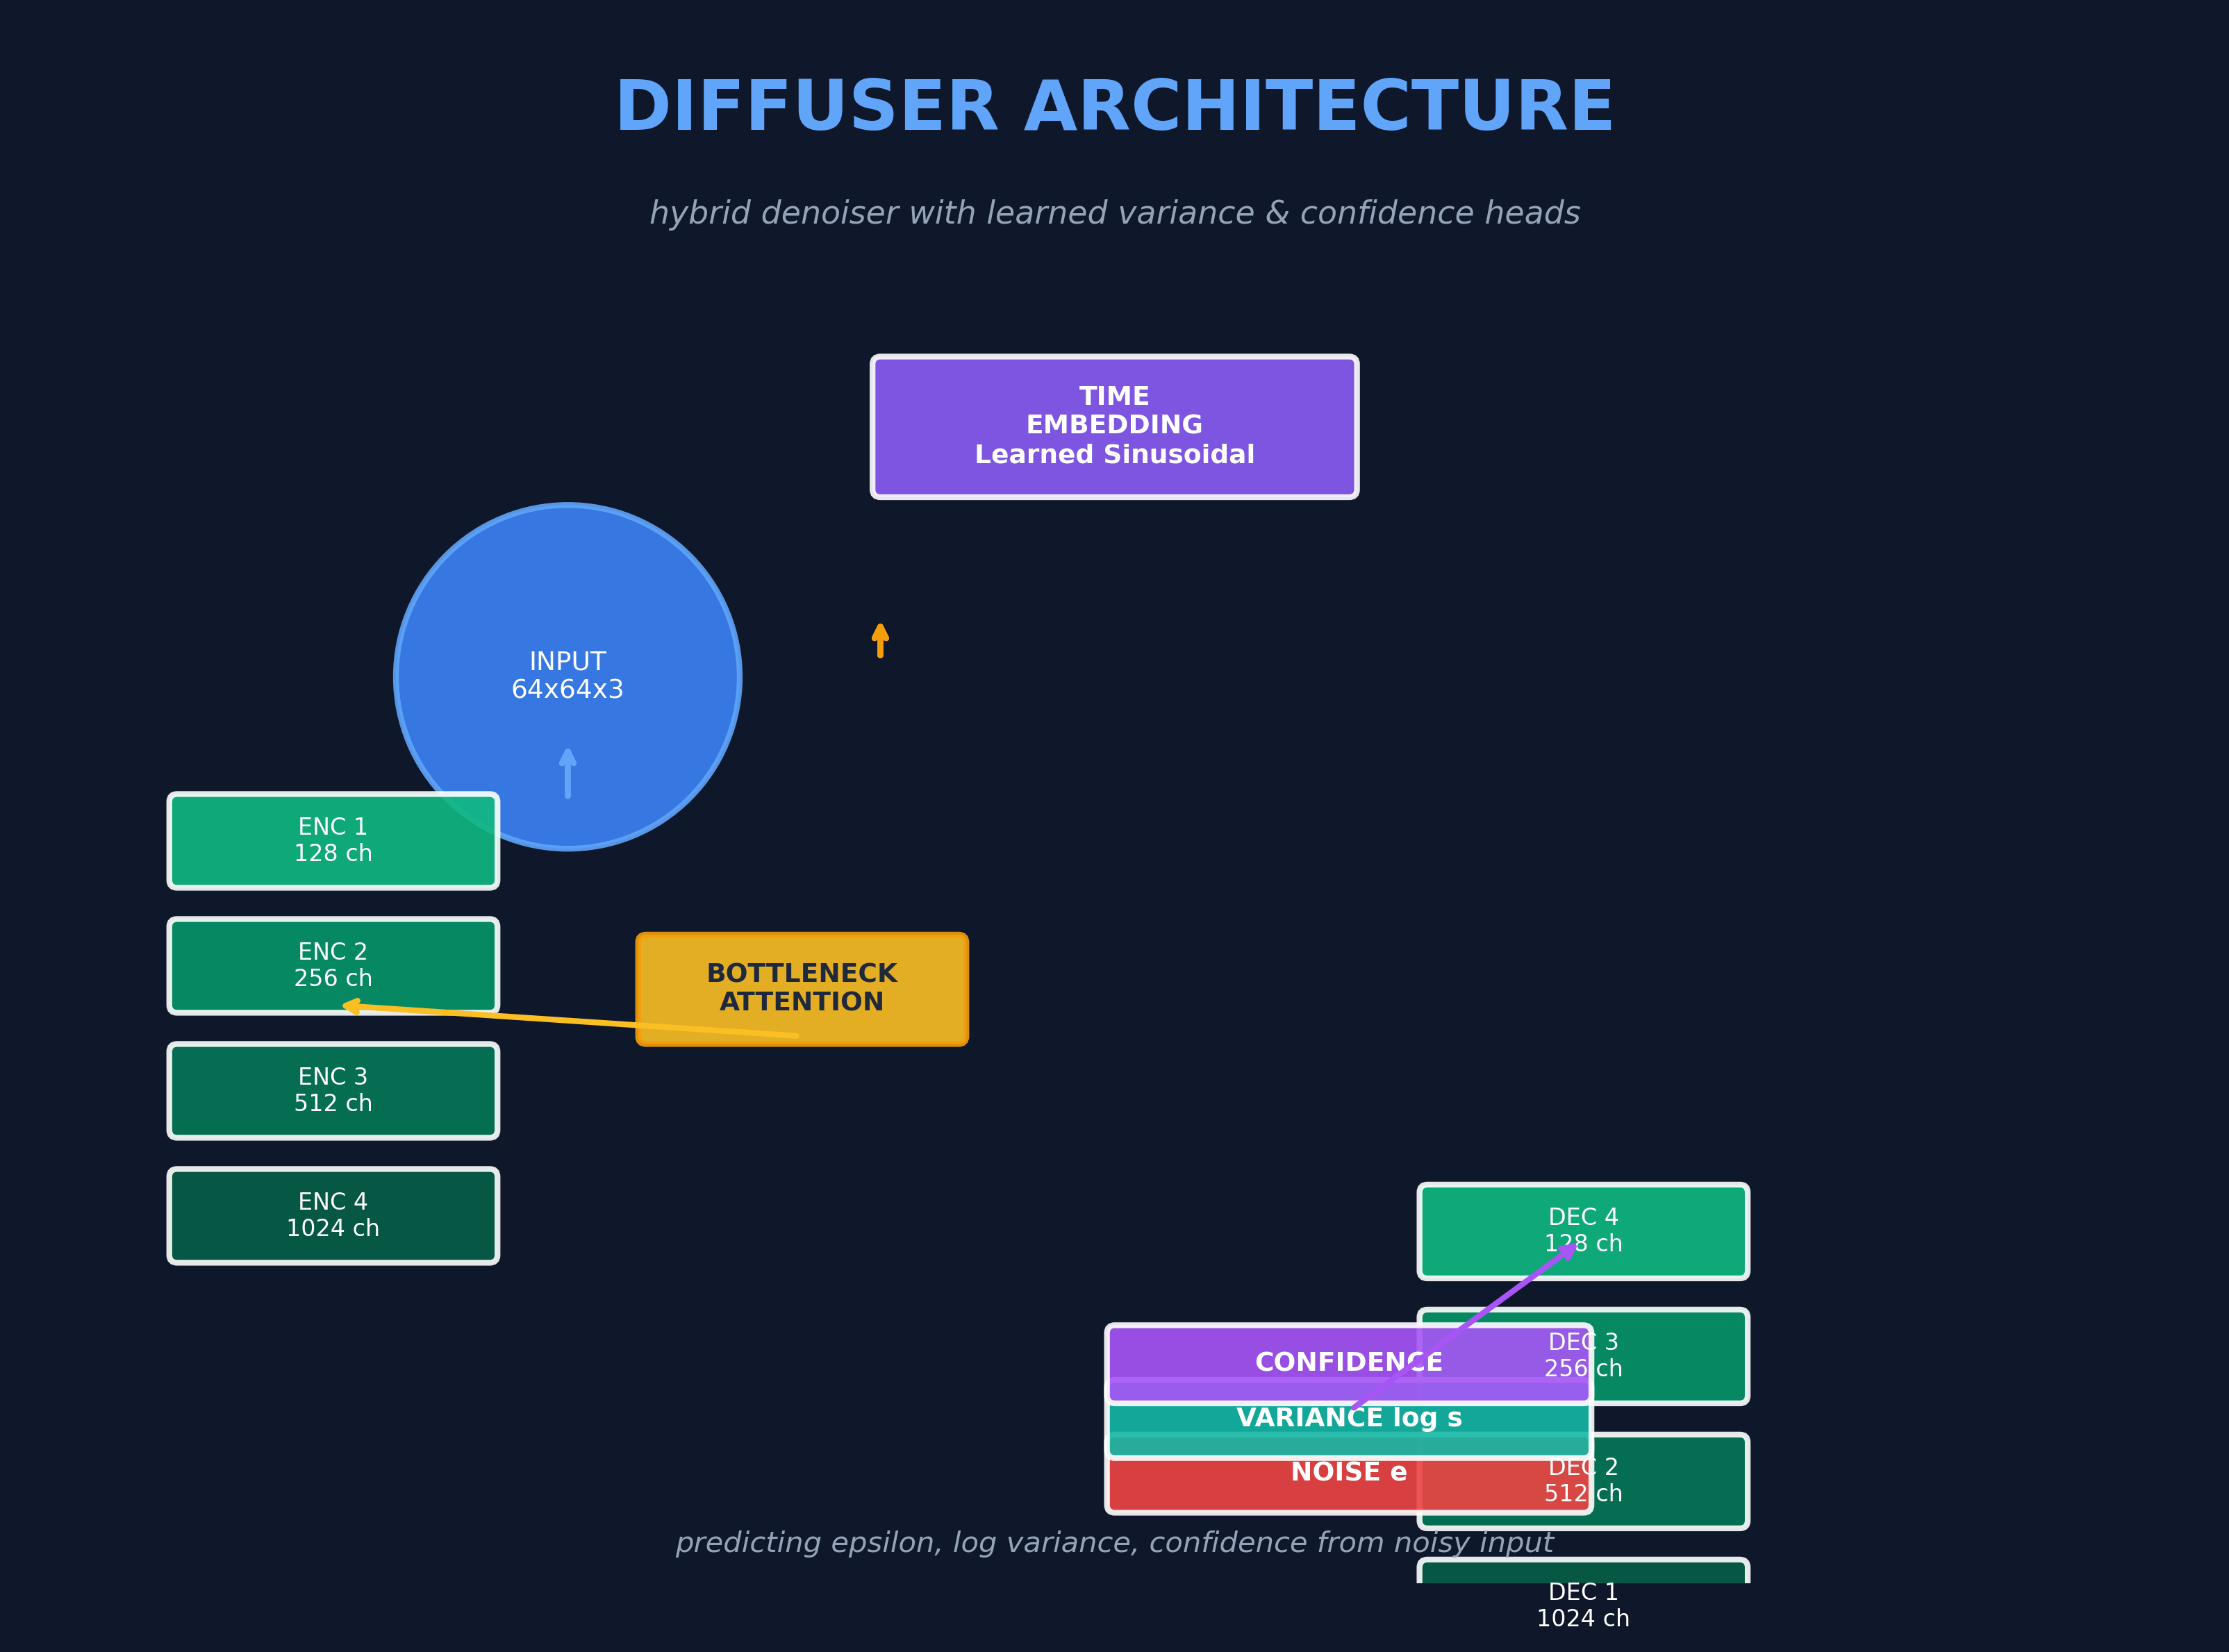 DIFFUSER ARCHITECTURE
hybrid denoiser with learned variance & confidence heads
TIME
EMBEDDING
Learned Sinusoidal
INPUT
64x64x3
ENC 1
128 ch
ENC 2
256 ch
BOTTLENECK
ATTENTION
ENC 3
512 ch
ENC 4
1024 ch
DEC 4
128 ch
DEC 3
256 ch
CONFIDENCE
VARIANCE log s
NOISE e
DEC 2
512 ch
predicting epsilon, log variance, confidence from noisy input
DEC 1
1024 ch